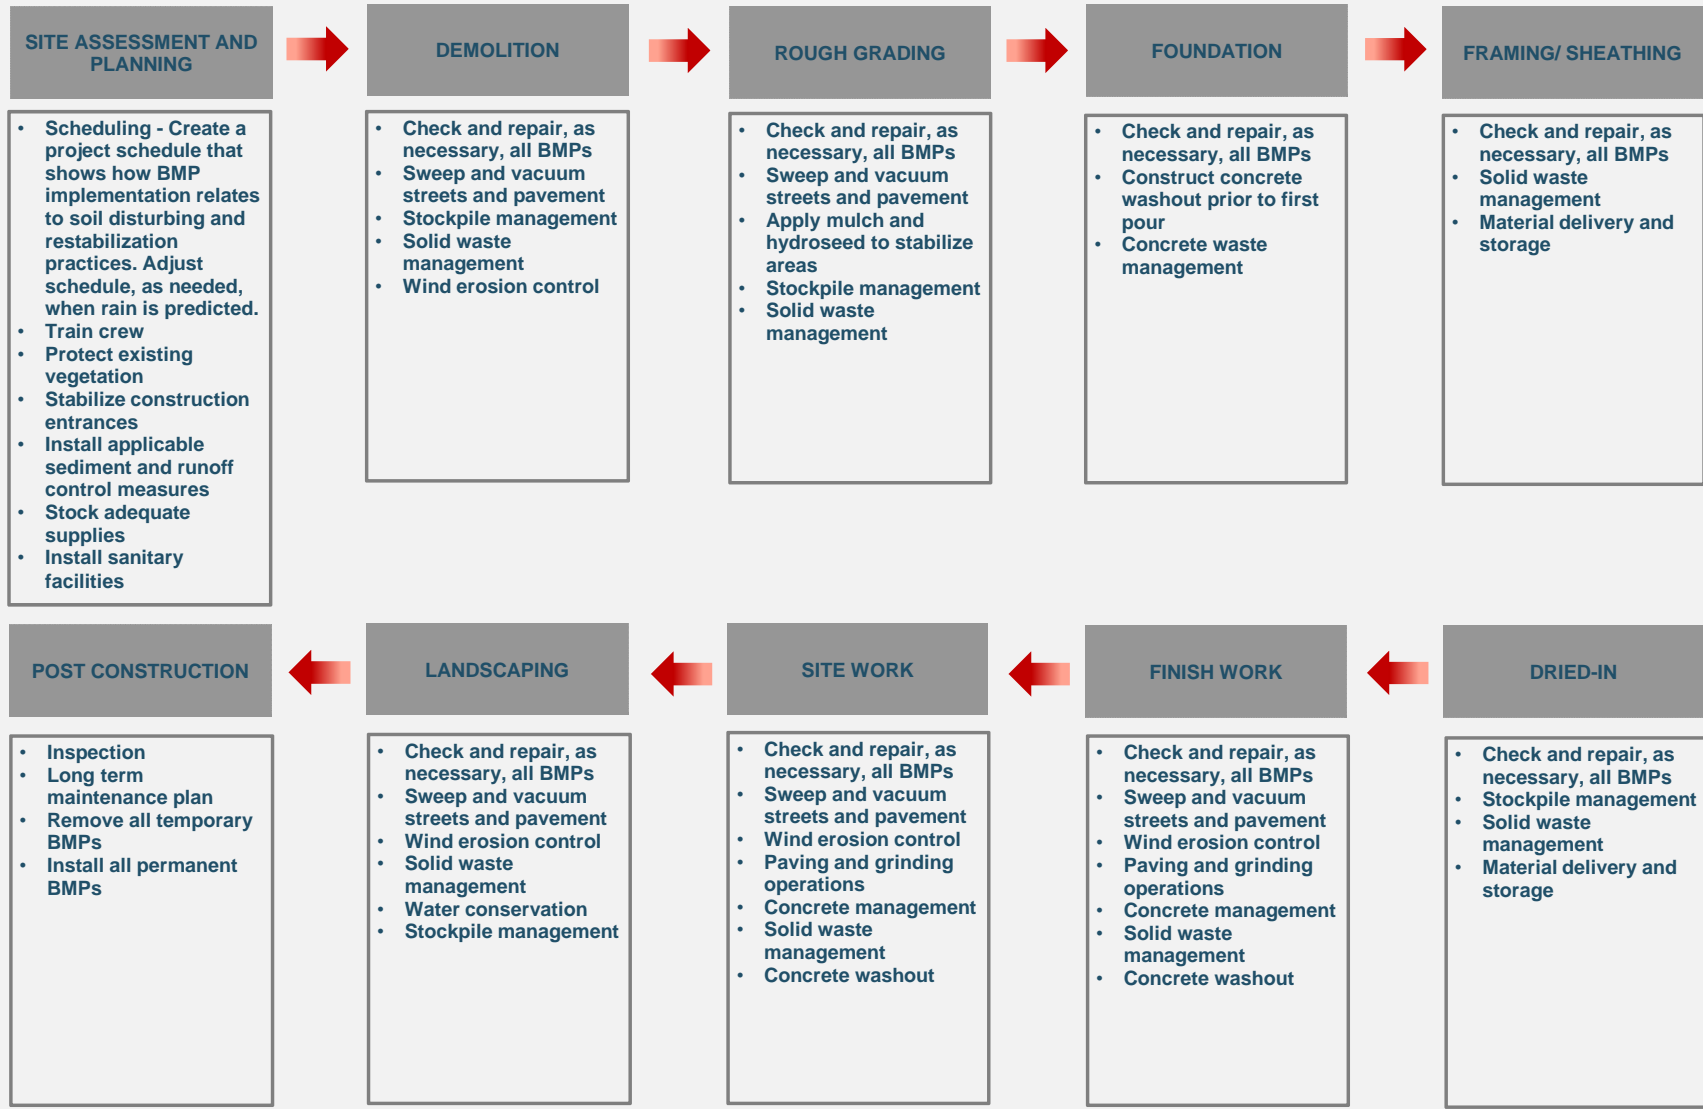 SITE ASSESSMENT AND
PLANNING
• Scheduling - Create a
project schedule that
shows how BMP
implementation relates
to soil disturbing and
restabilization
practices. Adjust
schedule, as needed,
when rain is predicted.
• Train crew
• Protect existing
vegetation
• Stabilize construction
entrances
• Install applicable
sediment and runoff
control measures
• Stock adequate
supplies
• Install sanitary
facilities
DEMOLITION
• Check and repair, as
necessary, all BMPs
• Sweep and vacuum
streets and pavement
• Stockpile management
• Solid waste
management
• Wind erosion control
ROUGH GRADING
• Check and repair, as
necessary, all BMPs
• Sweep and vacuum
streets and pavement
• Apply mulch and
hydroseed to stabilize
areas
• Stockpile management
• Solid waste
management
FOUNDATION
• Check and repair, as
necessary, all BMPs
• Construct concrete
washout prior to first
pour
• Concrete waste
management
FRAMING/ SHEATHING
• Check and repair, as
necessary, all BMPs
• Solid waste
management
• Material delivery and
storage
DRIED-IN
• Check and repair, as
necessary, all BMPs
• Stockpile management
• Solid waste
management
• Material delivery and
storage
FINISH WORK
• Check and repair, as
necessary, all BMPs
• Sweep and vacuum
streets and pavement
• Wind erosion control
• Paving and grinding
operations
• Concrete management
• Solid waste
management
• Concrete washout
SITE WORK
• Check and repair, as
necessary, all BMPs
• Sweep and vacuum
streets and pavement
• Wind erosion control
• Paving and grinding
operations
• Concrete management
• Solid waste
management
• Concrete washout
LANDSCAPING
• Check and repair, as
necessary, all BMPs
• Sweep and vacuum
streets and pavement
• Wind erosion control
• Solid waste
management
• Water conservation
• Stockpile management
POST CONSTRUCTION
• Inspection
• Long term
maintenance plan
• Remove all temporary
BMPs
• Install all permanent
BMPs